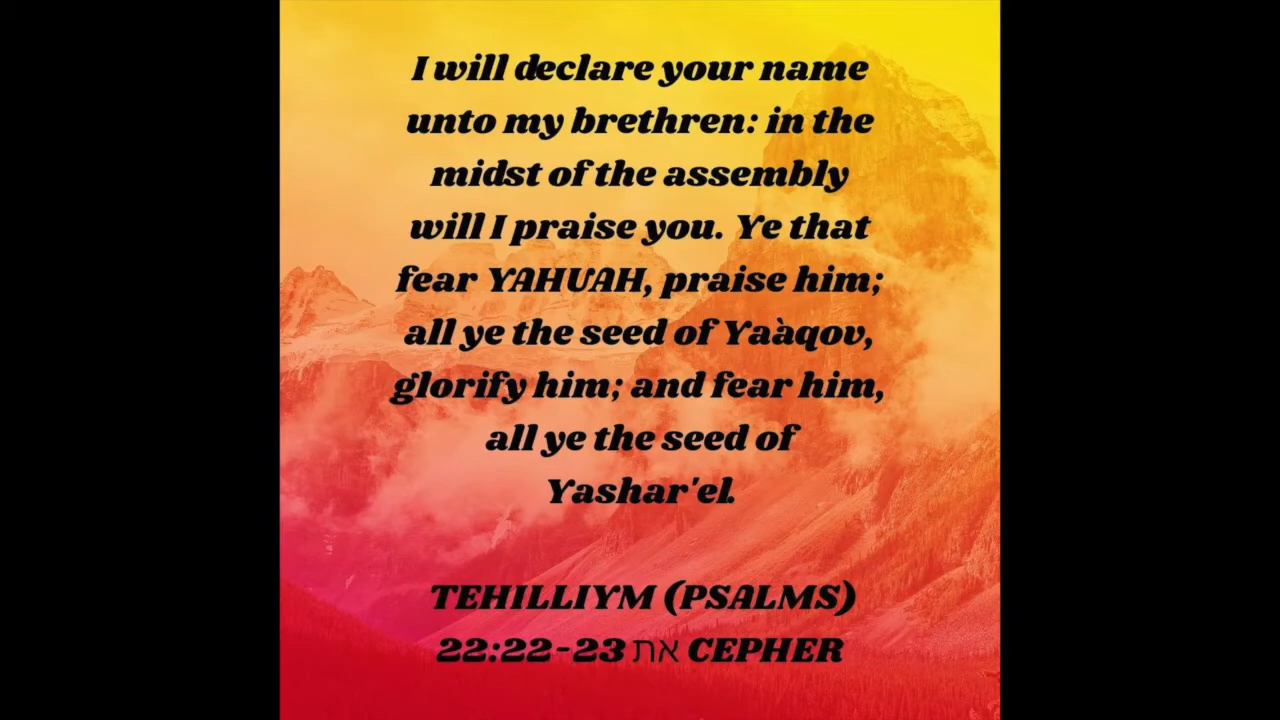 I will declare your name
unto my brethren: in the
midst of the assembly
will I praise you. Ye that
fear YAHUAH, praise him;
all ye the seed of Yaàqov,
glorify him; and fear him,
all ye the seed of
Yashar'el.
TEHILLIYM (PSALMS)
22:22-23 את CEPHER